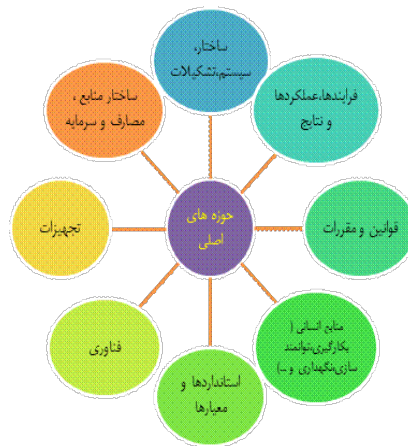 ساختار،
سیستم،تشکیلات
فرایندها،عملکردها
و نتایج
قوانین و مقررات
منابع انسانی (
بکارگیری،توانمند
سازی،نگهداری و ...)
استانداردها و
معیارها
فناوری
تجهیزات
ساختار منابع ،
مصارف و سرمایه
حوزه های
اصلی